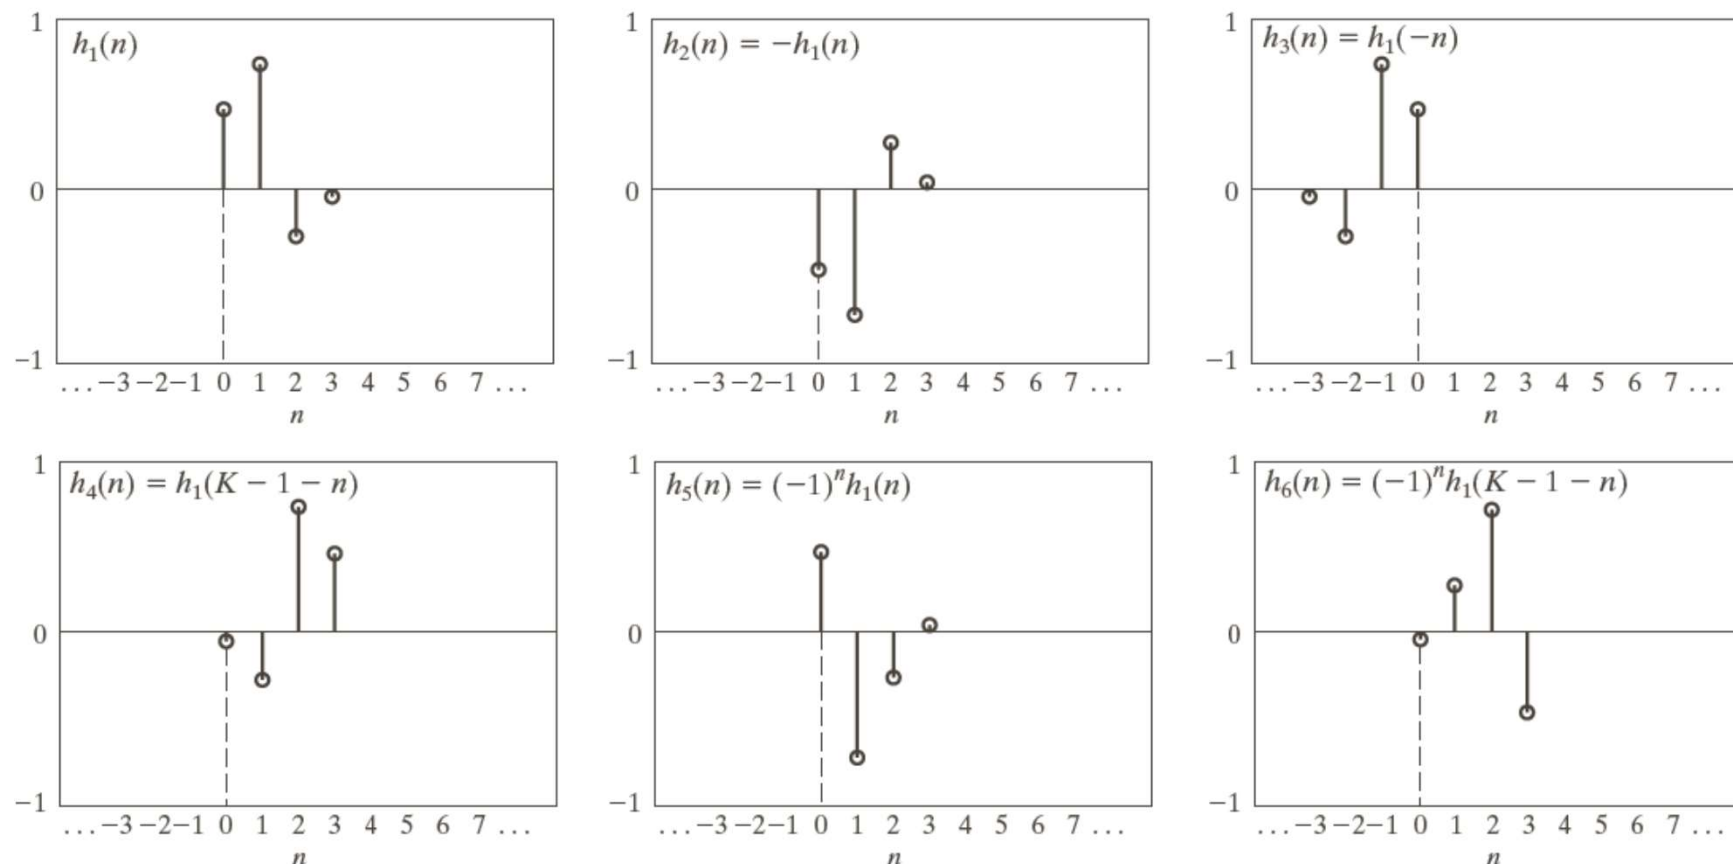 1
h₁(n)
0
−1
...−3 −2−1 0 1 2 3 4 5 6 7 ...
n
1
h₂(n) = −h₁(n)
0
−1
...−3 −2−1 0 1 2 3 4 5 6 7 ...
n
1
h₃(n) = h₁(−n)
0
−1
...−3 −2−1 0 1 2 3 4 5 6 7 ...
n
1
h₄(n) = h₁(K − 1 − n)
0
−1
...−3 −2−1 0 1 2 3 4 5 6 7 ...
n
1
h₅(n) = (−1)ⁿh₁(n)
0
−1
...−3 −2−1 0 1 2 3 4 5 6 7 ...
n
1
h₆(n) = (−1)ⁿh₁(K − 1 − n)
0
−1
...−3 −2−1 0 1 2 3 4 5 6 7 ...
n